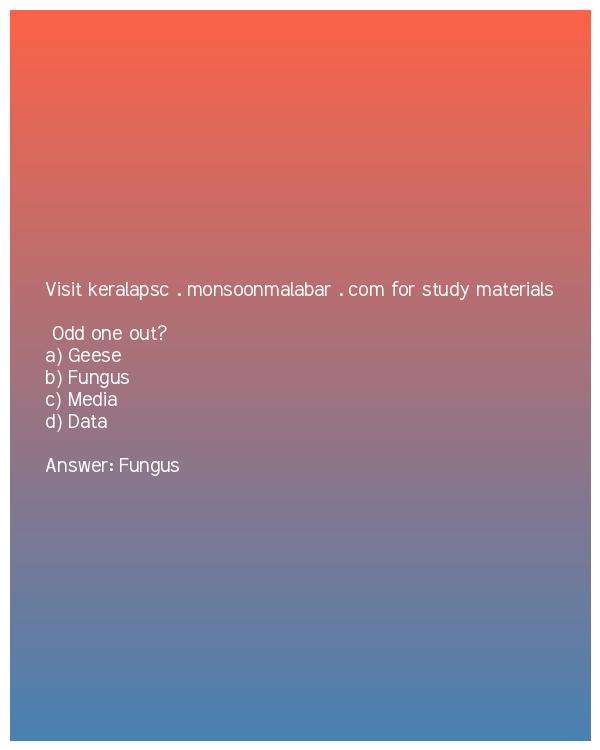 Visit keralapsc . monsoonmalabar . com for study materials
Odd one out?
a) Geese
b) Fungus
c) Media
d) Data
Answer: Fungus